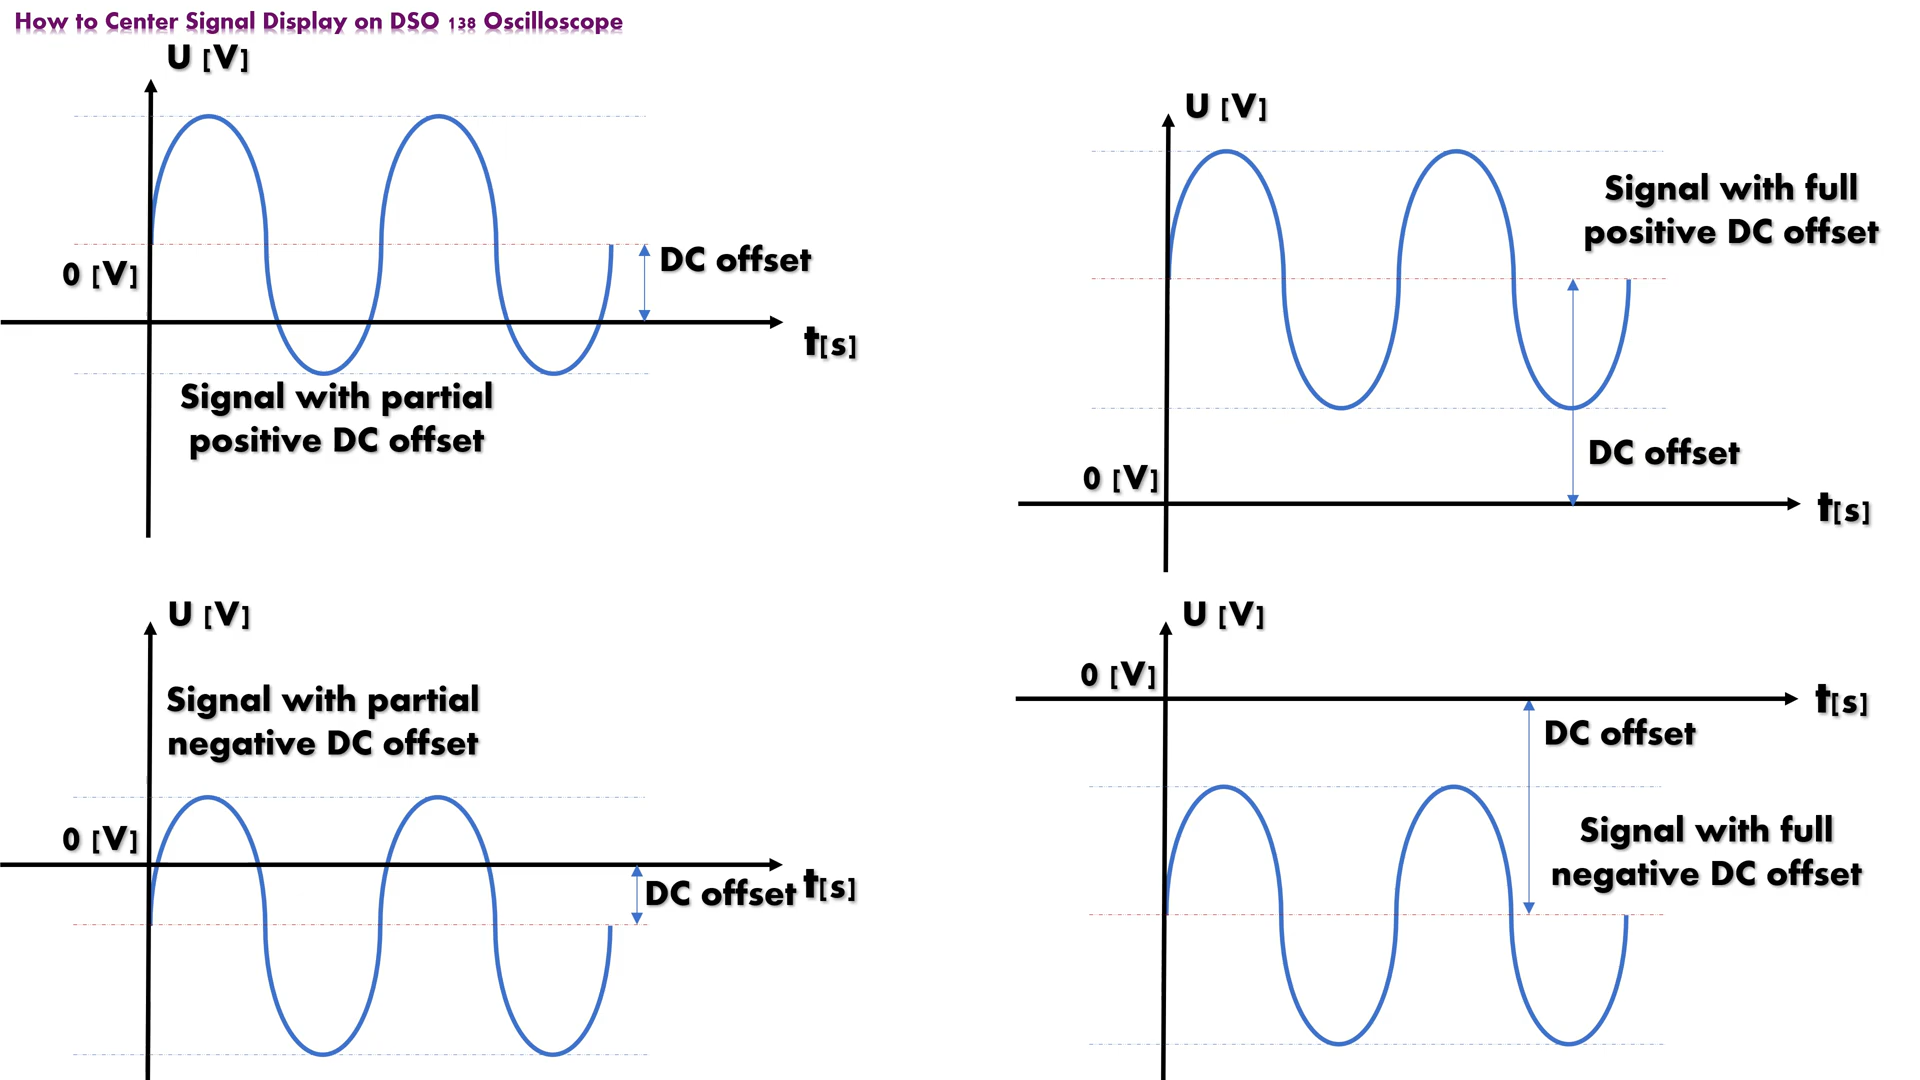 How to Center Signal Display on DSO 138 Oscilloscope
U [V]
0 [V]
DC offset
t[s]
Signal with partial
positive DC offset
U [V]
Signal with full
positive DC offset
DC offset
0 [V]
t[s]
U [V]
Signal with partial
negative DC offset
0 [V]
DC offset
t[s]
U [V]
0 [V]
t[s]
DC offset
Signal with full
negative DC offset